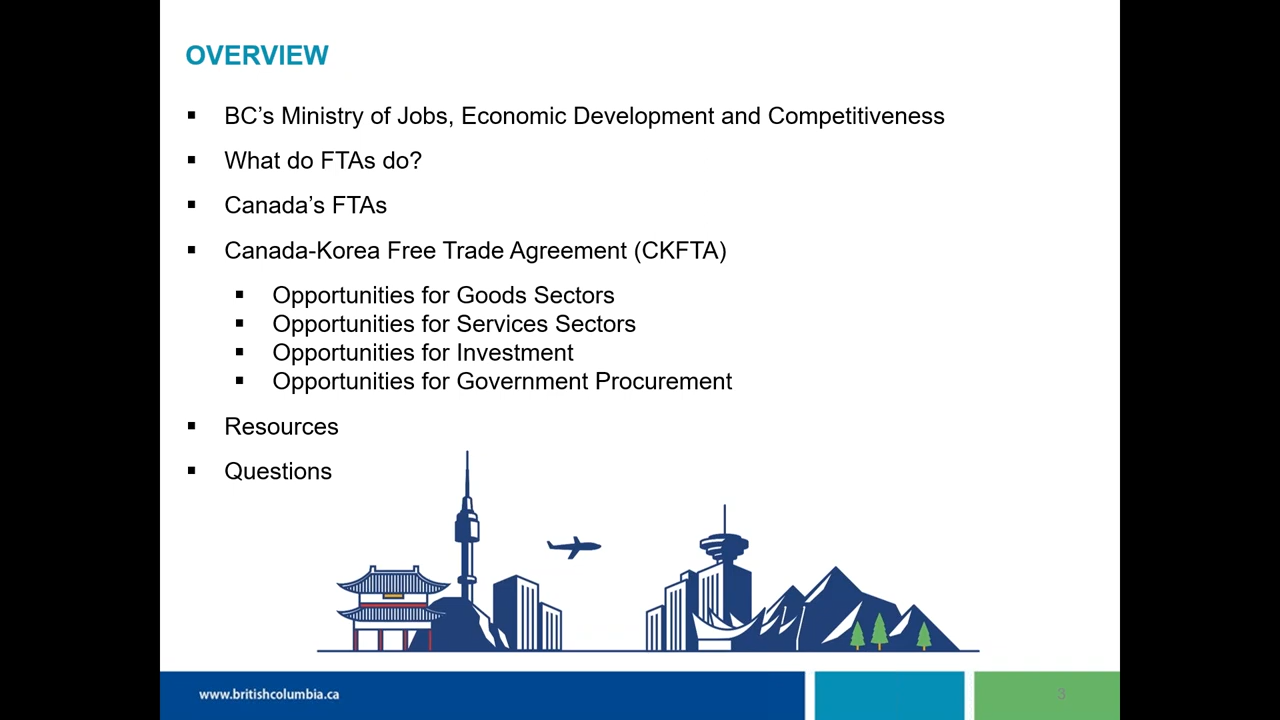 OVERVIEW
▪ BC’s Ministry of Jobs, Economic Development and Competitiveness
▪ What do FTAs do?
▪ Canada’s FTAs
▪ Canada-Korea Free Trade Agreement (CKFTA)
▪ Opportunities for Goods Sectors
▪ Opportunities for Services Sectors
▪ Opportunities for Investment
▪ Opportunities for Government Procurement
▪ Resources
▪ Questions
www.britishcolumbia.ca
3